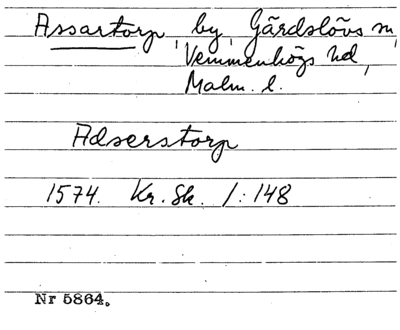 Assartorp, by, Gärdslövs sn,
Vemmenhögs hd,
Malm. l.
Adserstorp
1574. Kr. Sk. 1:148
Nr 5864.